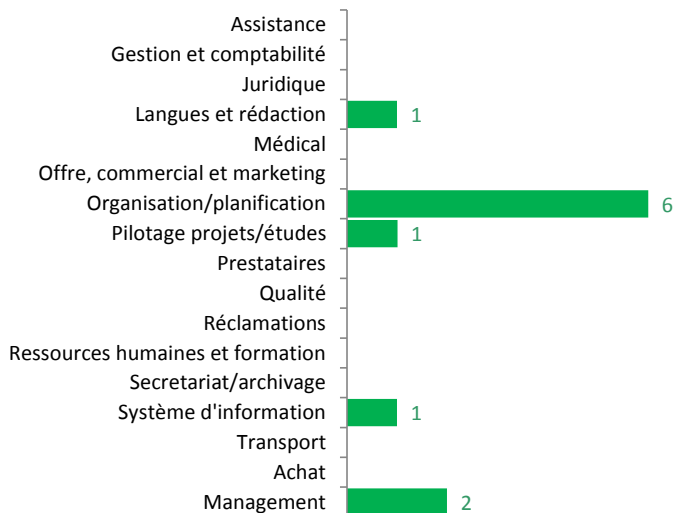 Assistance
Gestion et comptabilité
Juridique
Langues et rédaction 1
Médical
Offre, commercial et marketing
Organisation/planification 6
Pilotage projets/études 1
Prestataires
Qualité
Réclamations
Ressources humaines et formation
Secretariat/archivage
Système d'information 1
Transport
Achat
Management 2